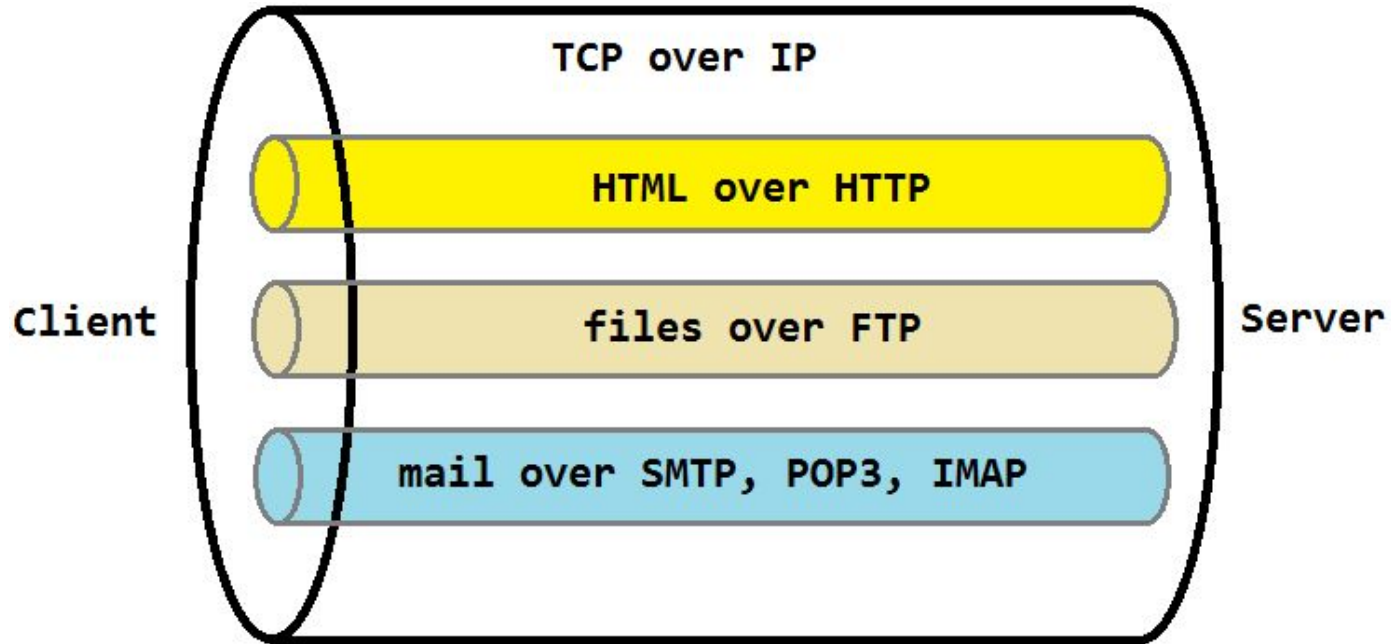 TCP over IP
HTML over HTTP
Client
files over FTP
Server
mail over SMTP, POP3, IMAP